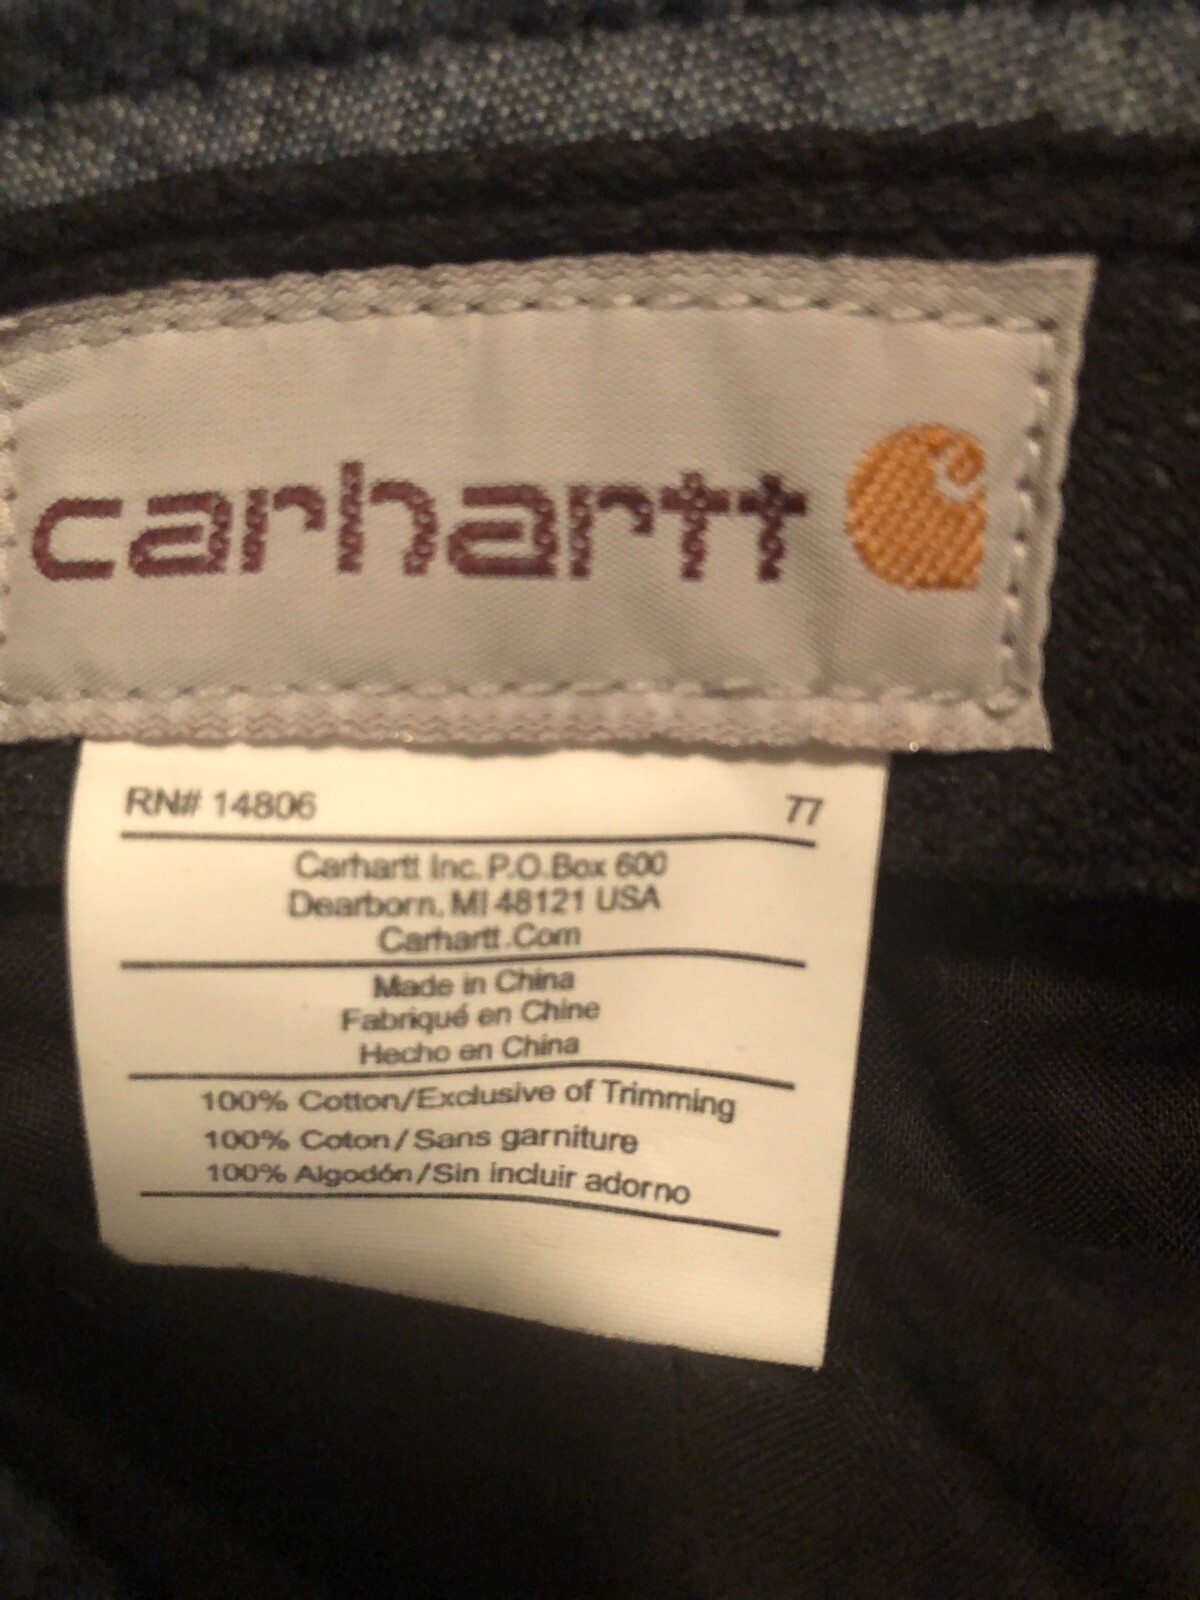 carhartt
RN# 14806 77
Carhartt Inc. P.O. Box 600
Dearborn, MI 48121 USA
Carhartt.Com
Made in China
Fabriqué en Chine
Hecho en China
100% Cotton/Exclusive of Trimming
100% Coton/Sans garniture
100% Algodón/Sin incluir adorno